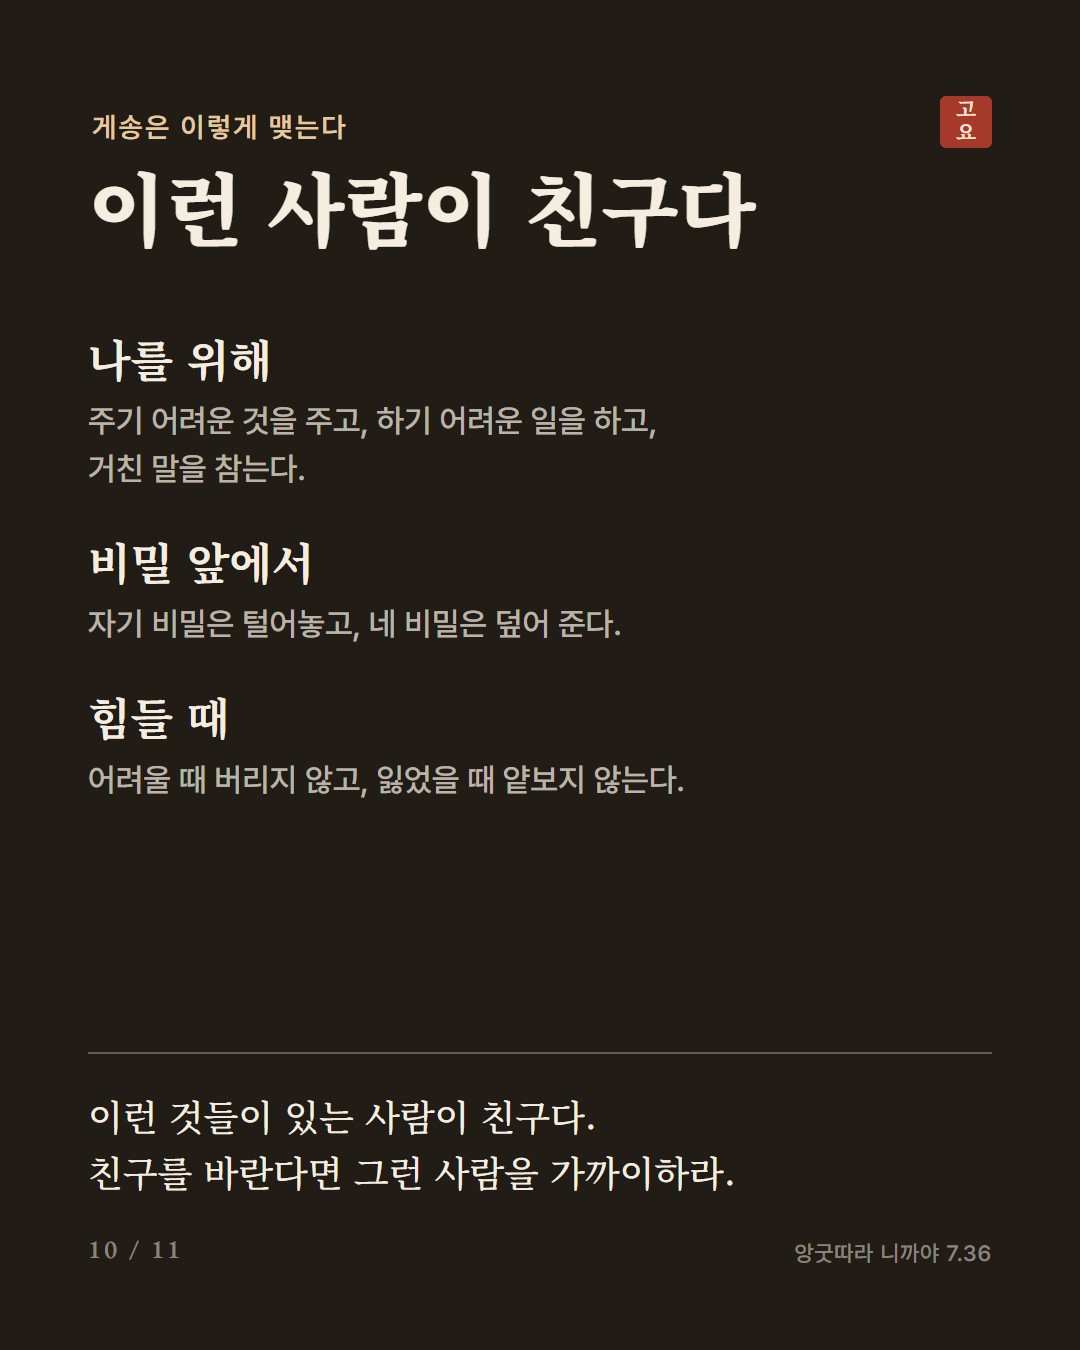 게송은 이렇게 맺는다
고
요
이런 사람이 친구다
나를 위해
주기 어려운 것을 주고, 하기 어려운 일을 하고,
거친 말을 참는다.
비밀 앞에서
자기 비밀은 털어놓고, 네 비밀은 덮어 준다.
힘들 때
어려울 때 버리지 않고, 잃었을 때 얕보지 않는다.
이런 것들이 있는 사람이 친구다.
친구를 바란다면 그런 사람을 가까이하라.
10 / 11
앙굿따라 니까야 7.36